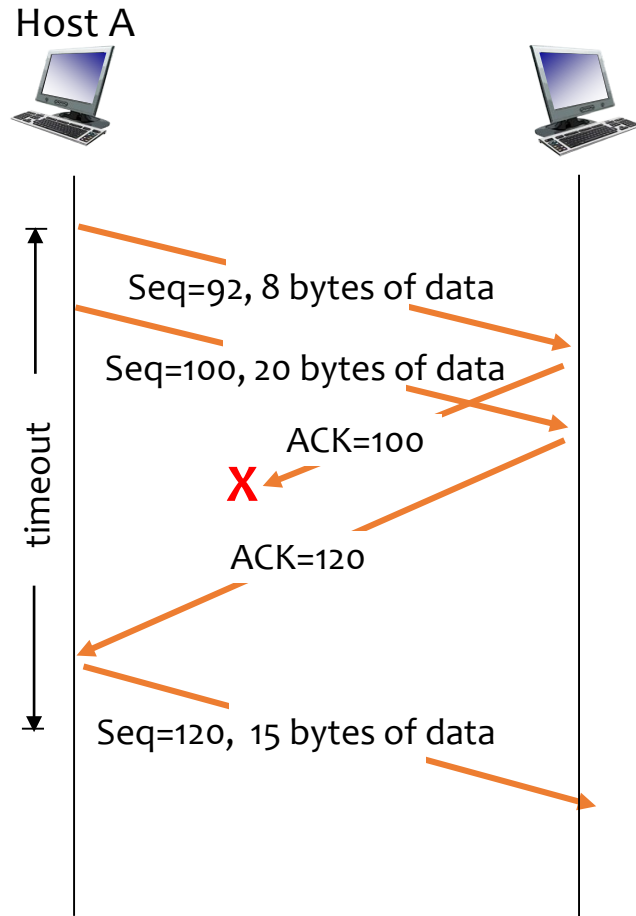 Host A
Seq=92, 8 bytes of data
Seq=100, 20 bytes of data
ACK=100
X
timeout
ACK=120
Seq=120, 15 bytes of data